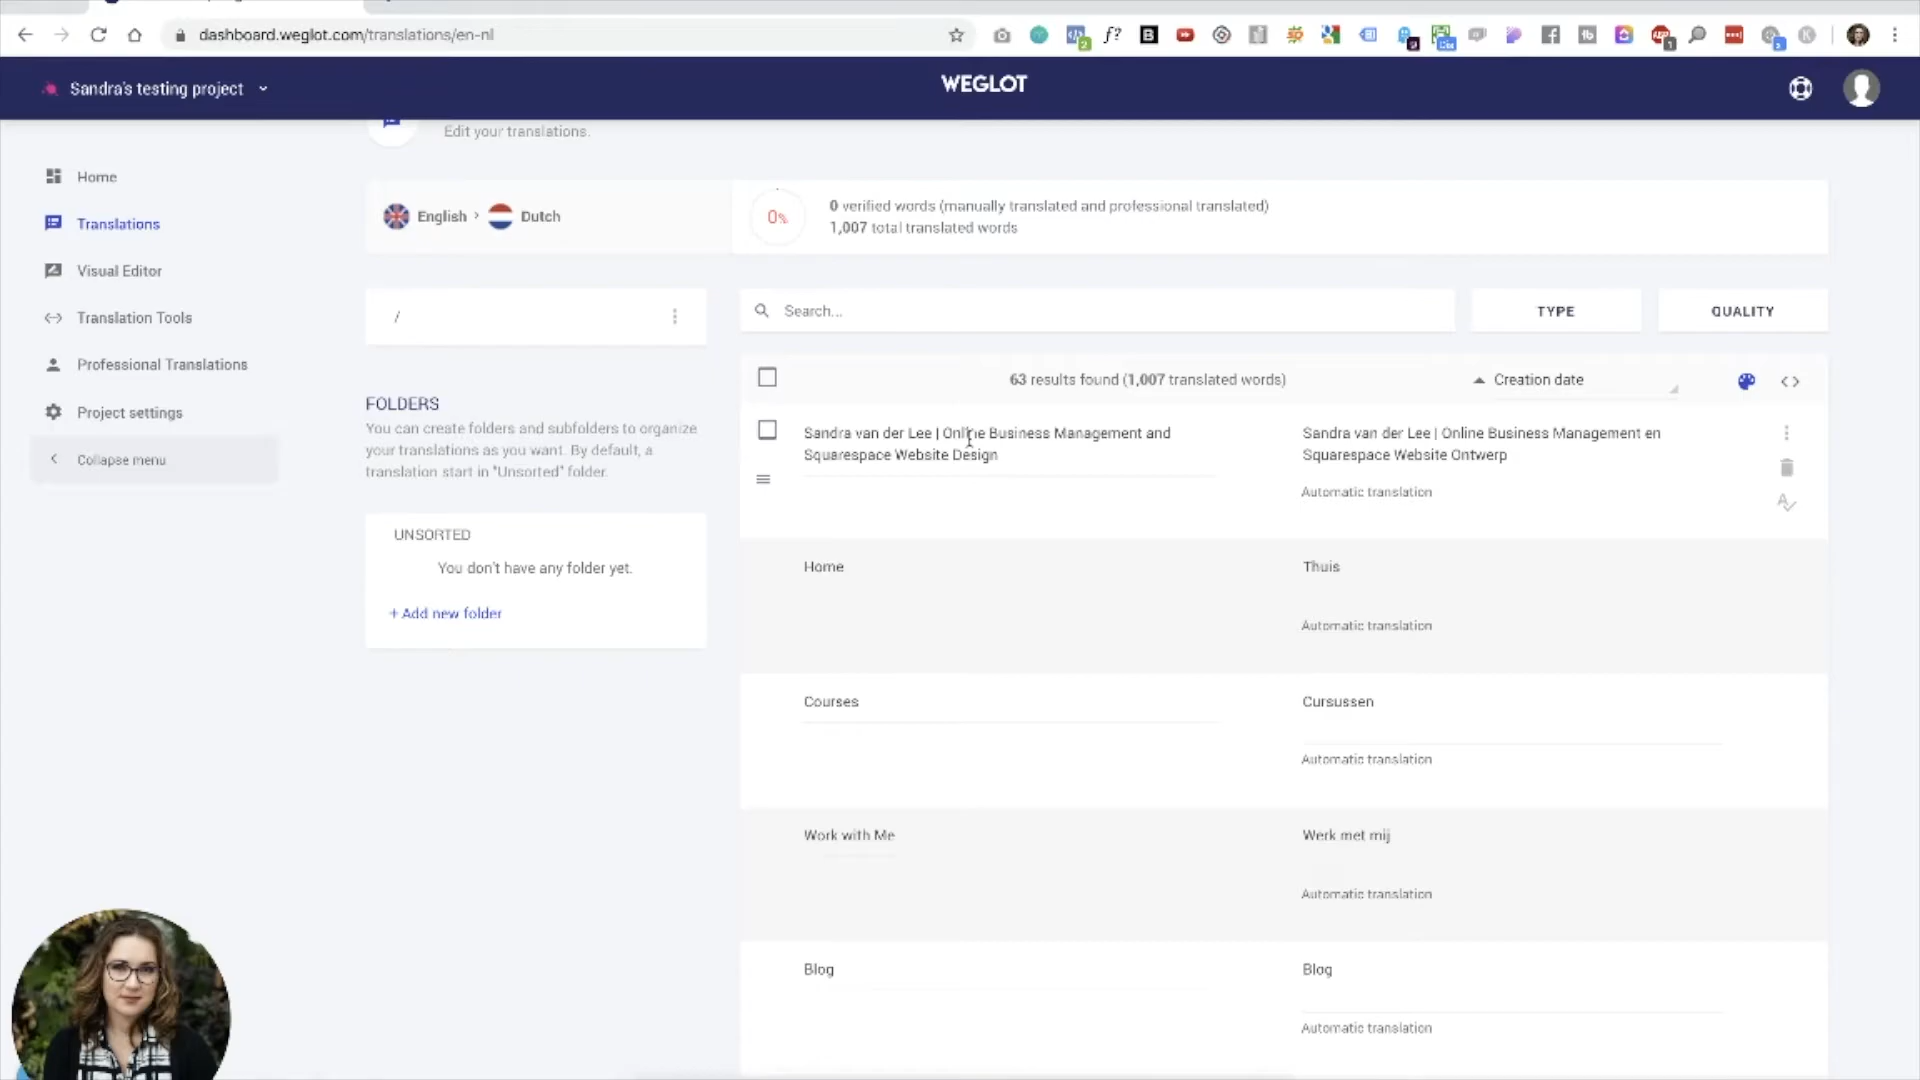 dashboard.weglot.com/translations/en-nl
Sandra's testing project
WEGLOT
Edit your translations.
Home
Translations
Visual Editor
Translation Tools
Professional Translations
Project settings
Collapse menu
English
Dutch
0%
0 verified words (manually translated and professional translated)
1,007 total translated words
/
Search...
TYPE
QUALITY
FOLDERS
You can create folders and subfolders to organize
your translations as you want. By default, a
translation start in "Unsorted" folder.
UNSORTED
You don't have any folder yet.
+ Add new folder
63 results found (1,007 translated words)
Creation date
Sandra van der Lee | Online Business Management and
Squarespace Website Design
Sandra van der Lee | Online Business Management en
Squarespace Website Ontwerp
Automatic translation
Home
Thuis
Automatic translation
Courses
Cursussen
Automatic translation
Work with Me
Werk met mij
Automatic translation
Blog
Blog
Automatic translation